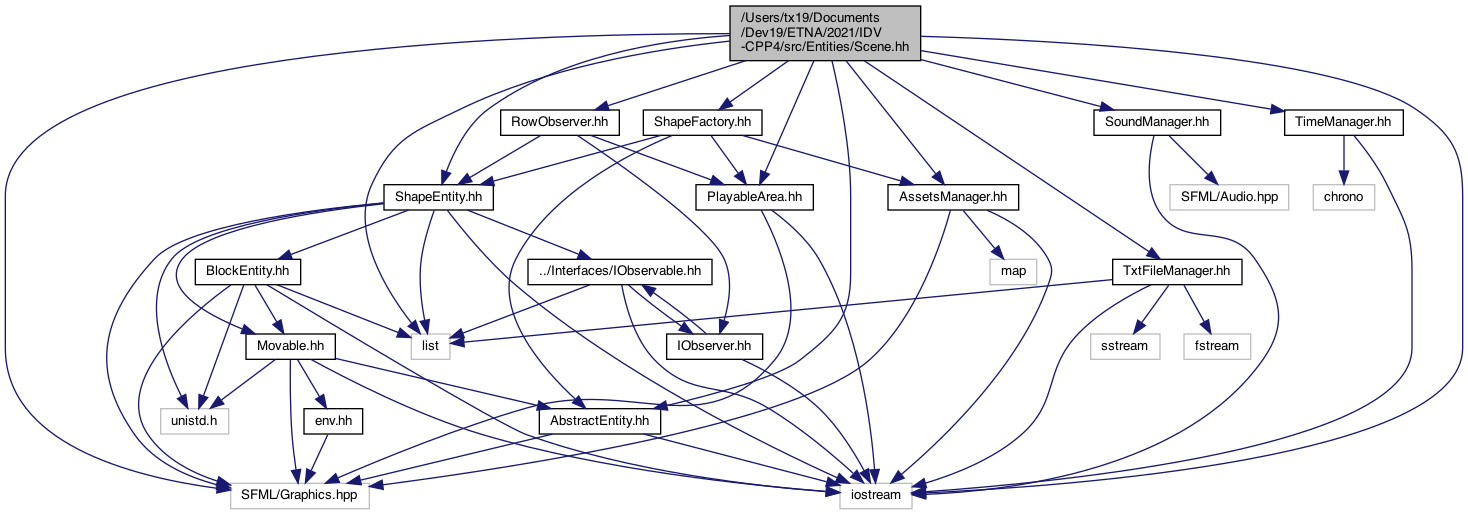 /Users/tx19/Documents
/Dev19/ETNA/2021/IDV
-CPP4/src/Entities/Scene.hh
RowObserver.hh
ShapeFactory.hh
SoundManager.hh
TimeManager.hh
ShapeEntity.hh
PlayableArea.hh
AssetsManager.hh
SFML/Audio.hpp
chrono
BlockEntity.hh
../Interfaces/IObservable.hh
map
TxtFileManager.hh
Movable.hh
list
IObserver.hh
sstream
fstream
unistd.h
env.hh
AbstractEntity.hh
SFML/Graphics.hpp
iostream